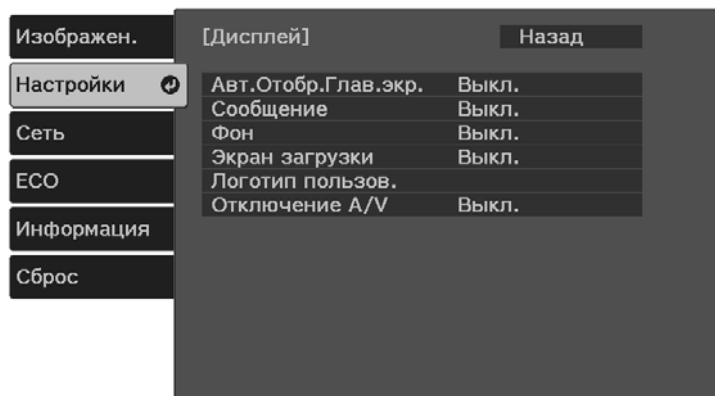 Изображен.
Настройки
Сеть
ECO
Информация
Сброс
[Дисплей] Назад
Авт.Отобр.Глав.экр. Выкл.
Сообщение Выкл.
Фон Выкл.
Экран загрузки Выкл.
Логотип пользов.
Отключение A/V Выкл.